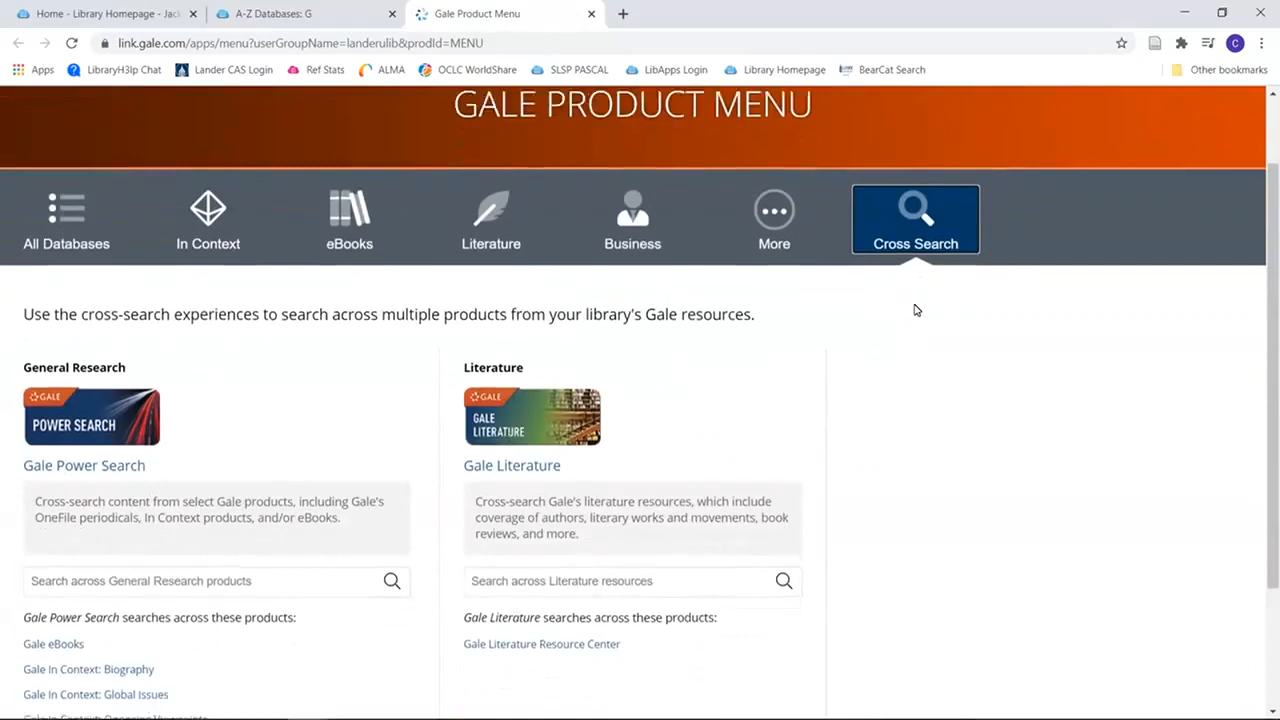 Home - Library Homepage - Jack
A-Z Databases: G
Gale Product Menu
link.gale.com/apps/menu?userGroupName=landerulib&prodId=MENU
C
Apps
LibraryH3lp Chat
Lander CAS Login
Ref Stats
ALMA
OCLC WorldShare
SLSP PASCAL
LibApps Login
Library Homepage
BearCat Search
Other bookmarks
GALE PRODUCT MENU
All Databases
In Context
eBooks
Literature
Business
More
Cross Search
Use the cross-search experiences to search across multiple products from your library's Gale resources.
General Research
GALE
POWER SEARCH
Gale Power Search
Cross-search content from select Gale products, including Gale's
OneFile periodicals, In Context products, and/or eBooks.
Search across General Research products
Gale Power Search searches across these products:
Gale eBooks
Gale In Context: Biography
Gale In Context: Global Issues
Gale In Context: Opposing Viewpoints
Literature
GALE
GALE
LITERATURE
Gale Literature
Cross-search Gale's literature resources, which include
coverage of authors, literary works and movements, book
reviews, and more.
Search across Literature resources
Gale Literature searches across these products:
Gale Literature Resource Center